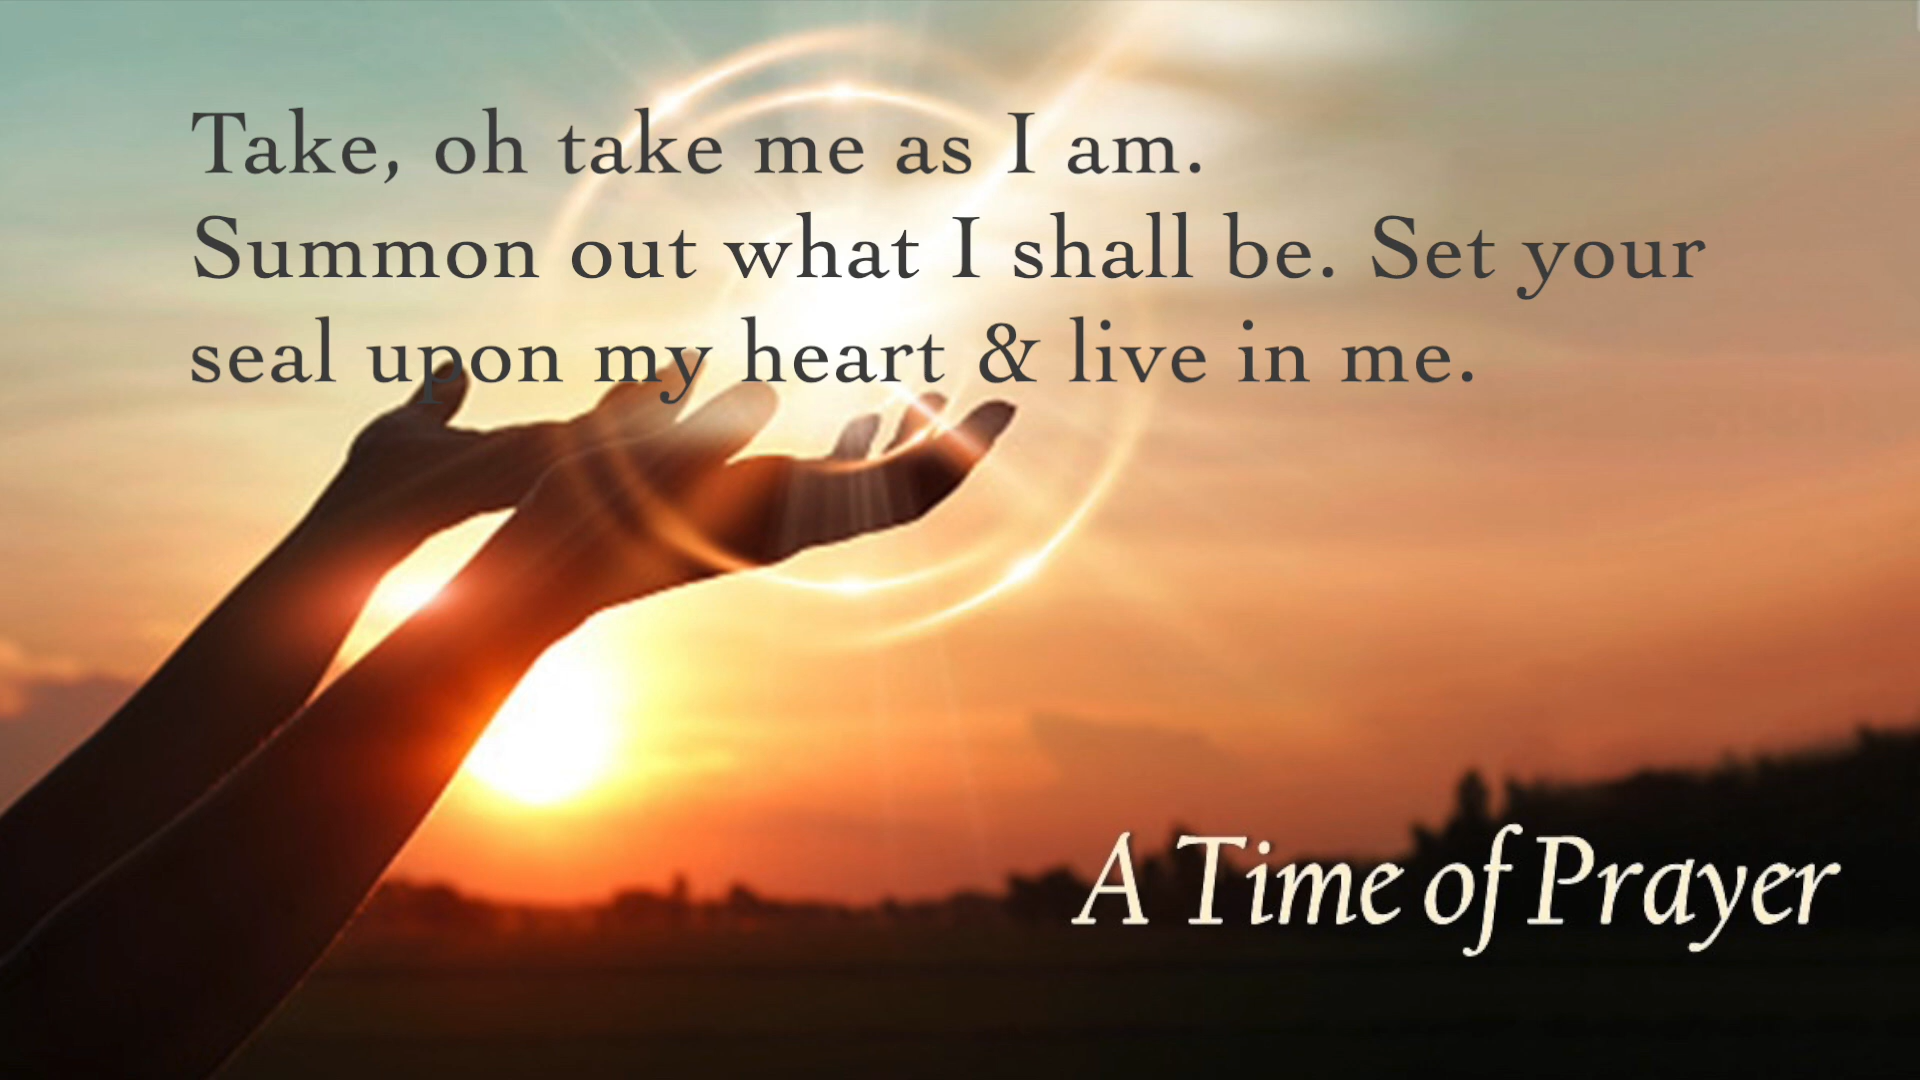 Take, oh take me as I am.
Summon out what I shall be. Set your
seal upon my heart & live in me.
A Time of Prayer